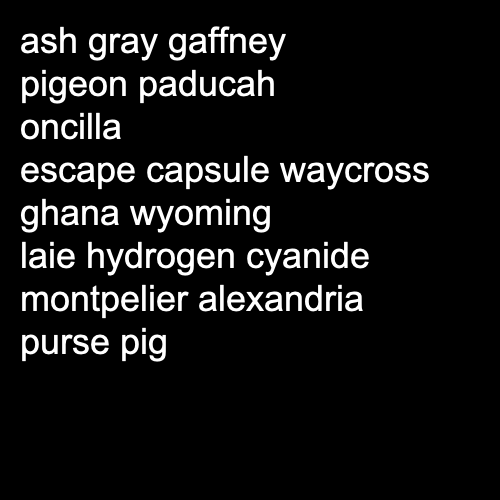 ash gray gaffney
pigeon paducah
oncilla
escape capsule waycross
ghana wyoming
laie hydrogen cyanide
montpelier alexandria
purse pig